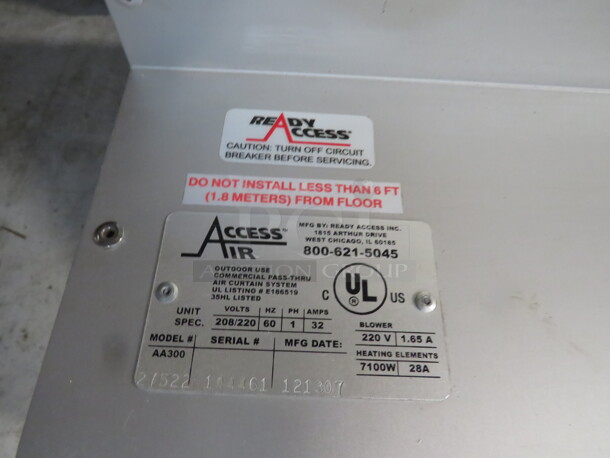 READY ACCESS®
CAUTION: TURN OFF CIRCUIT
BREAKER BEFORE SERVICING.
DO NOT INSTALL LESS THAN 6 FT
(1.8 METERS) FROM FLOOR
ACCESS™ AIR
MFG BY: READY ACCESS INC.
1815 ARTHUR DRIVE
WEST CHICAGO, IL 60185
800-621-5045
OUTDOOR USE
COMMERCIAL PASS-THRU
AIR CURTAIN SYSTEM
UL LISTING # E186519
35HL LISTED
C UL ® US
UNIT SPEC.
VOLTS HZ PH AMPS
208/220 60 1 32
BLOWER
220 V 1.65 A
HEATING ELEMENTS
7100W 28A
MODEL # SERIAL # MFG DATE:
AA300
144461
AUCTION GROUP